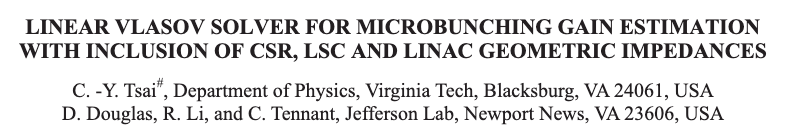 LINEAR VLASOV SOLVER FOR MICROBUNCHING GAIN ESTIMATION
WITH INCLUSION OF CSR, LSC AND LINAC GEOMETRIC IMPEDANCES
C. -Y. Tsai#, Department of Physics, Virginia Tech, Blacksburg, VA 24061, USA
D. Douglas, R. Li, and C. Tennant, Jefferson Lab, Newport News, VA 23606, USA